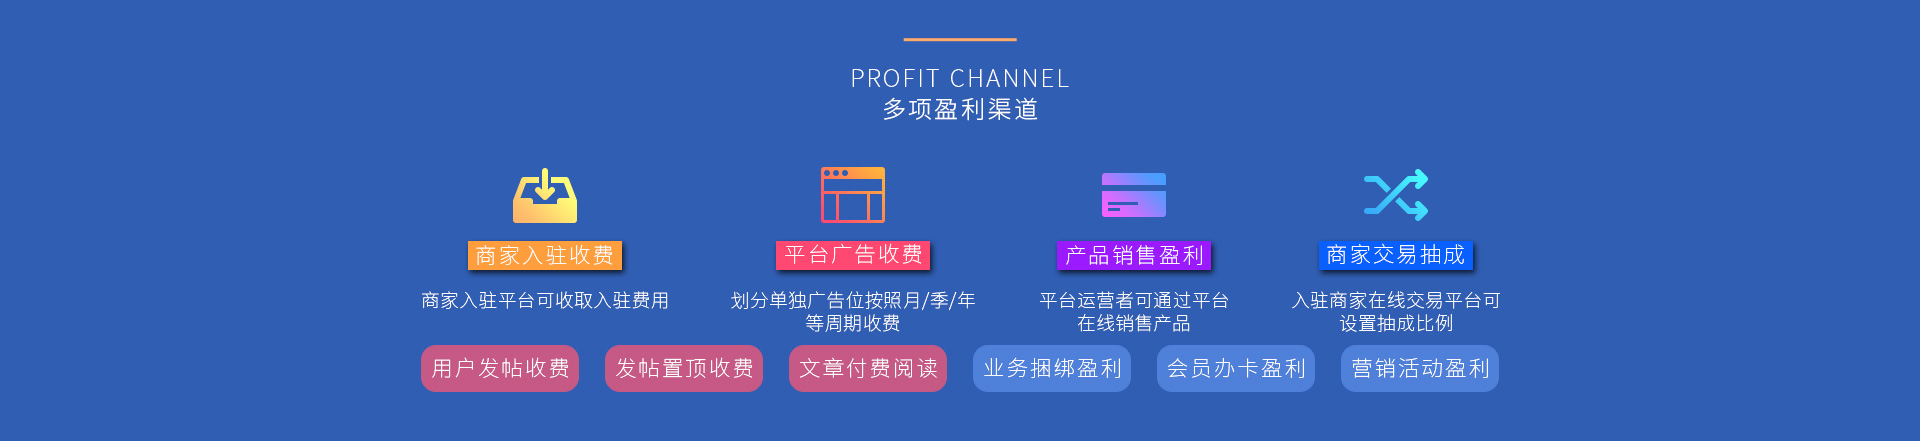 PROFIT CHANNEL
多项盈利渠道
商家入驻收费
平台广告收费
产品销售盈利
商家交易抽成
商家入驻平台可收取入驻费用
划分单独广告位按照月/季/年
等周期收费
平台运营者可通过平台
在线销售产品
入驻商家在线交易平台可
设置抽成比例
用户发帖收费
发帖置顶收费
文章付费阅读
业务捆绑盈利
会员办卡盈利
营销活动盈利